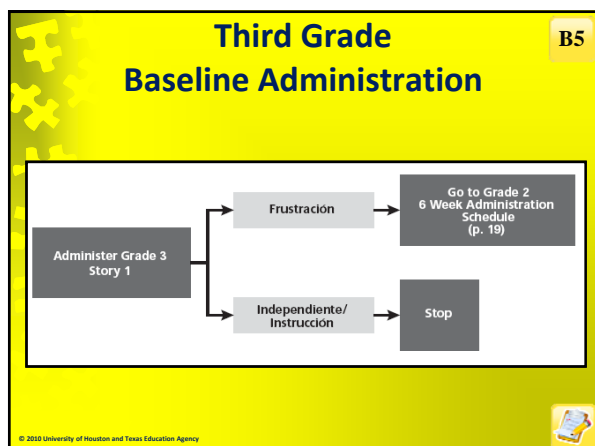 Third Grade
Baseline Administration
B5
Administer Grade 3
Story 1
Frustración
Go to Grade 2
6 Week Administration
Schedule
(p. 19)
Independiente/
Instrucción
Stop
© 2010 University of Houston and Texas Education Agency